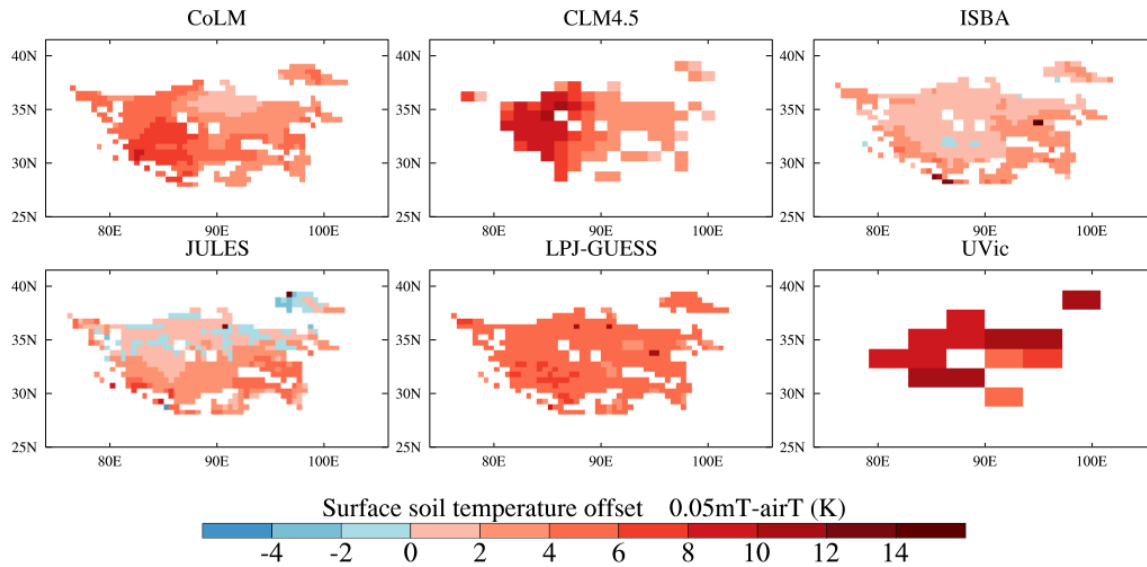 CoLM CLM4.5 ISBA
40N 40N 40N
35N 35N 35N
30N 30N 30N
25N 25N 25N
80E 90E 100E 80E 90E 100E 80E 90E 100E
JULES LPJ-GUESS UVic
40N 40N 40N
35N 35N 35N
30N 30N 30N
25N 25N 25N
80E 90E 100E 80E 90E 100E 80E 90E 100E
Surface soil temperature offset 0.05mT-airT (K)
-4 -2 0 2 4 6 8 10 12 14